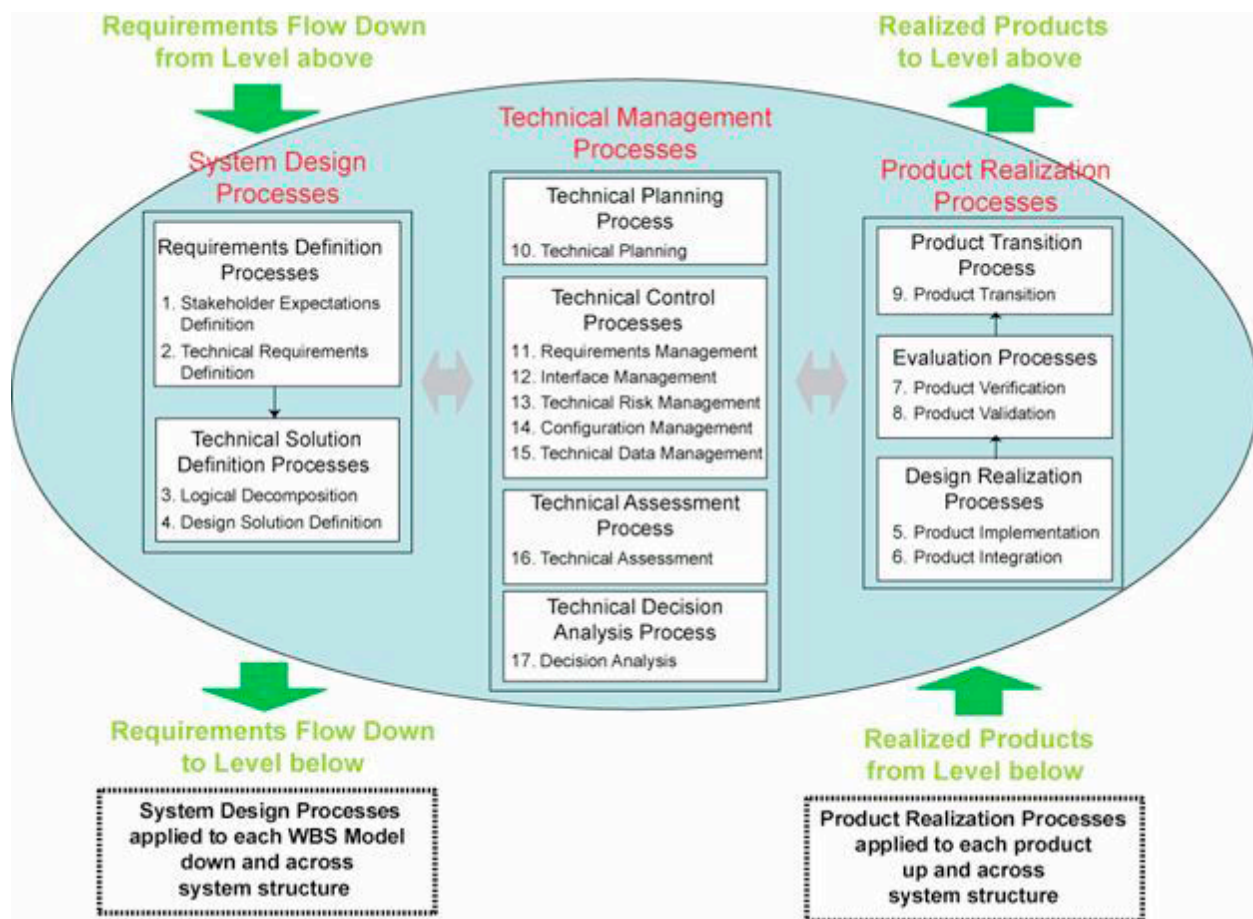 Requirements Flow Down
from Level above
Realized Products
to Level above
System Design
Processes
Requirements Definition
Processes
1. Stakeholder Expectations
Definition
2. Technical Requirements
Definition
Technical Solution
Definition Processes
3. Logical Decomposition
4. Design Solution Definition
Technical Management
Processes
Technical Planning
Process
10. Technical Planning
Technical Control
Processes
11. Requirements Management
12. Interface Management
13. Technical Risk Management
14. Configuration Management
15. Technical Data Management
Technical Assessment
Process
16. Technical Assessment
Technical Decision
Analysis Process
17. Decision Analysis
Product Realization
Processes
Product Transition
Process
9. Product Transition
Evaluation Processes
7. Product Verification
8. Product Validation
Design Realization
Processes
5. Product Implementation
6. Product Integration
Requirements Flow Down
to Level below
Realized Products
from Level below
System Design Processes
applied to each WBS Model
down and across
system structure
Product Realization Processes
applied to each product
up and across
system structure